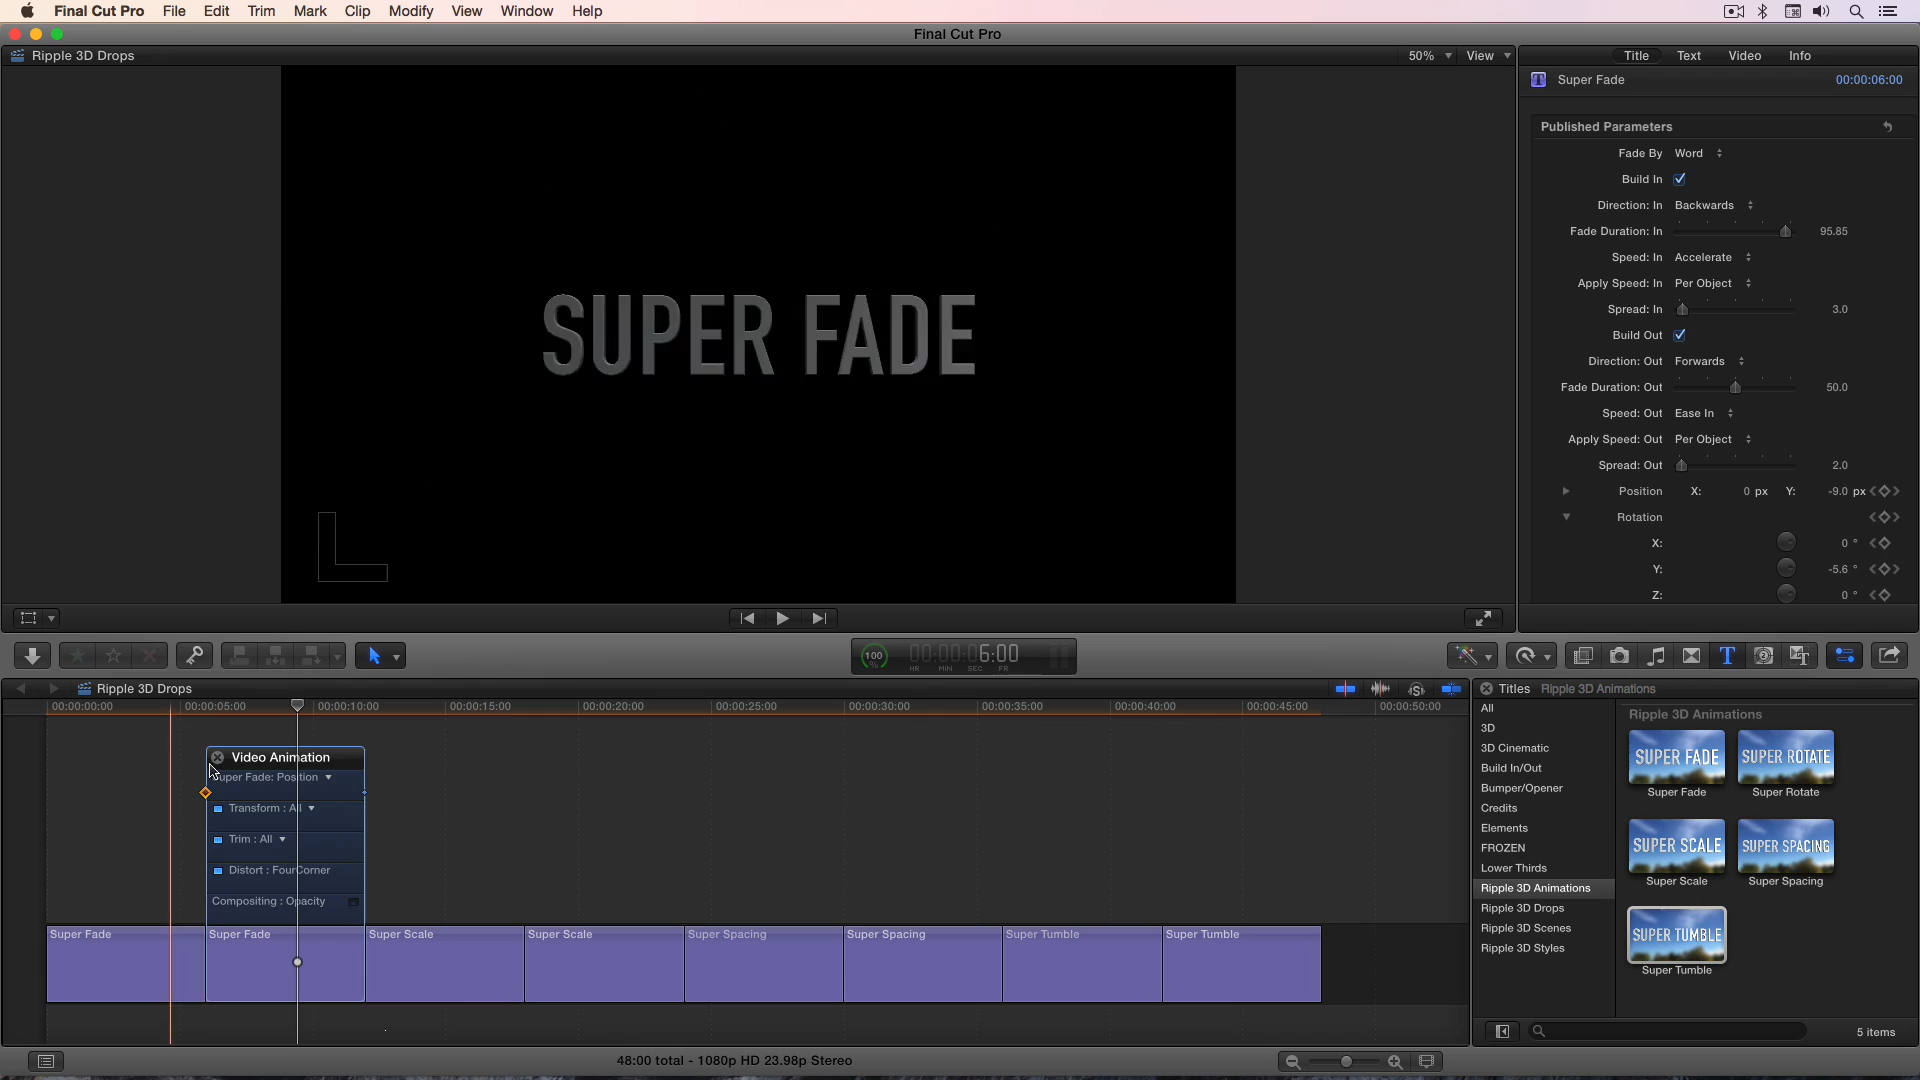 Final Cut Pro File Edit Trim Mark Clip Modify View Window Help
Final Cut Pro
Ripple 3D Drops 50% View
Title Text Video Info
Super Fade 00:00:06:00
Published Parameters
Fade By Word
Build In
Direction: In Backwards
Fade Duration: In 95.85
Speed: In Accelerate
Apply Speed: In Per Object
Spread: In 3.0
Build Out
Direction: Out Forwards
Fade Duration: Out 50.0
Speed: Out Ease In
Apply Speed: Out Per Object
Spread: Out 2.0
Position X: 0 px Y: -9.0 px
Rotation
X: 0 °
Y: -5.6 °
Z: 0 °
SUPER FADE
100 %
00:00:06:00
HR MIN SEC FR
Ripple 3D Drops
00:00:00:00 00:00:05:00 00:00:10:00 00:00:15:00 00:00:20:00 00:00:25:00 00:00:30:00 00:00:35:00 00:00:40:00 00:00:45:00 00:00:50:00
Video Animation
Super Fade: Position
Transform : All
Trim : All
Distort : FourCorner
Compositing : Opacity
Super Fade Super Fade Super Scale Super Scale Super Spacing Super Spacing Super Tumble Super Tumble
Titles Ripple 3D Animations
All
3D
3D Cinematic
Build In/Out
Bumper/Opener
Credits
Elements
FROZEN
Lower Thirds
Ripple 3D Animations
Ripple 3D Drops
Ripple 3D Scenes
Ripple 3D Styles
Ripple 3D Animations
SUPER FADE SUPER ROTATE
Super Fade Super Rotate
SUPER SCALE SUPER SPACING
Super Scale Super Spacing
SUPER TUMBLE
Super Tumble
5 items
48:00 total - 1080p HD 23.98p Stereo